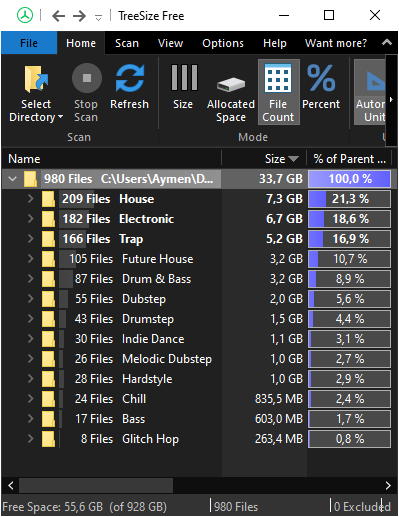 TreeSize Free
File Home Scan View Options Help Want more?
Select Directory Stop Scan Refresh Size Allocated Space File Count Percent Autom Unit
Scan Mode U
Name Size % of Parent ...
980 Files C:\Users\Aymen\D... 33,7 GB 100,0 %
209 Files House 7,3 GB 21,3 %
182 Files Electronic 6,7 GB 18,6 %
166 Files Trap 5,2 GB 16,9 %
105 Files Future House 3,2 GB 10,7 %
87 Files Drum & Bass 3,2 GB 8,9 %
55 Files Dubstep 2,0 GB 5,6 %
43 Files Drumstep 1,5 GB 4,4 %
30 Files Indie Dance 1,1 GB 3,1 %
26 Files Melodic Dubstep 1,0 GB 2,7 %
28 Files Hardstyle 1,0 GB 2,9 %
24 Files Chill 835,5 MB 2,4 %
17 Files Bass 603,0 MB 1,7 %
8 Files Glitch Hop 263,4 MB 0,8 %
Free Space: 55,6 GB (of 928 GB) 980 Files 0 Excluded